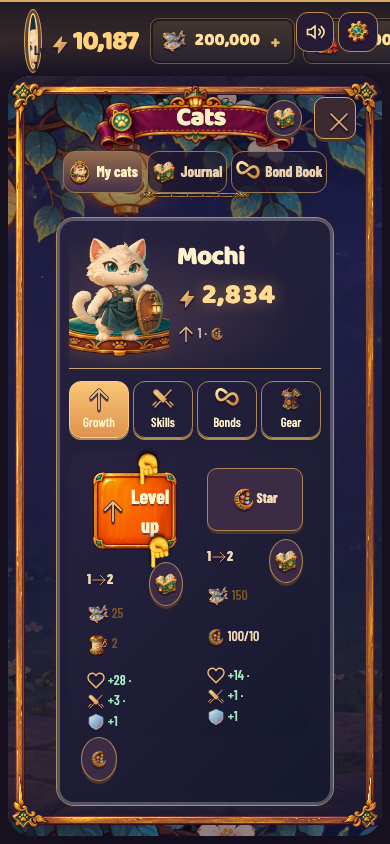 10,187
200,000 +
Cats
My cats
Journal
Bond Book
Mochi
2,834
1 ·
Growth
Skills
Bonds
Gear
Level
up
Star
1→2
25
2
+28 ·
+3 ·
+1
1→2
150
100/10
+14 ·
+1 ·
+1